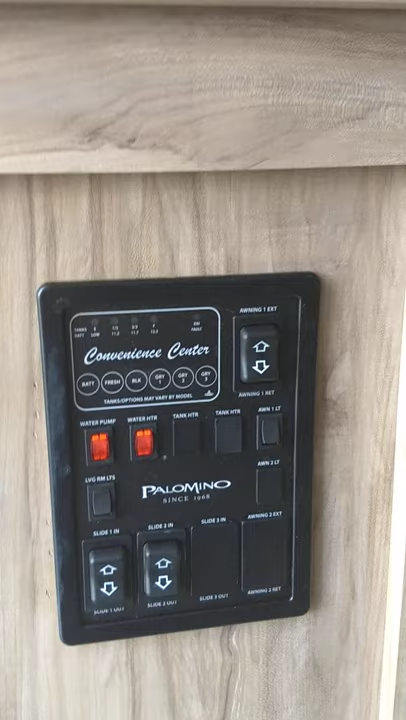 AWNING 1 EXT
TANKS E 1/3 2/3 F
BATT LOW 11.3 11.7 12.5
Convenience Center
BATT FRESH BLK GRY 1 GRY 2 GRY 3
TANKS/OPTIONS MAY VARY BY MODEL
AWNING 1 RET
WATER PUMP WATER HTR TANK HTR TANK HTR AWN 1 LT
LVG RM LTS
AWN 2 LT
PALOMINO
SINCE 1968
SLIDE 1 IN SLIDE 2 IN SLIDE 3 IN AWNING 2 EXT
SLIDE 1 OUT SLIDE 2 OUT SLIDE 3 OUT AWNING 2 RET